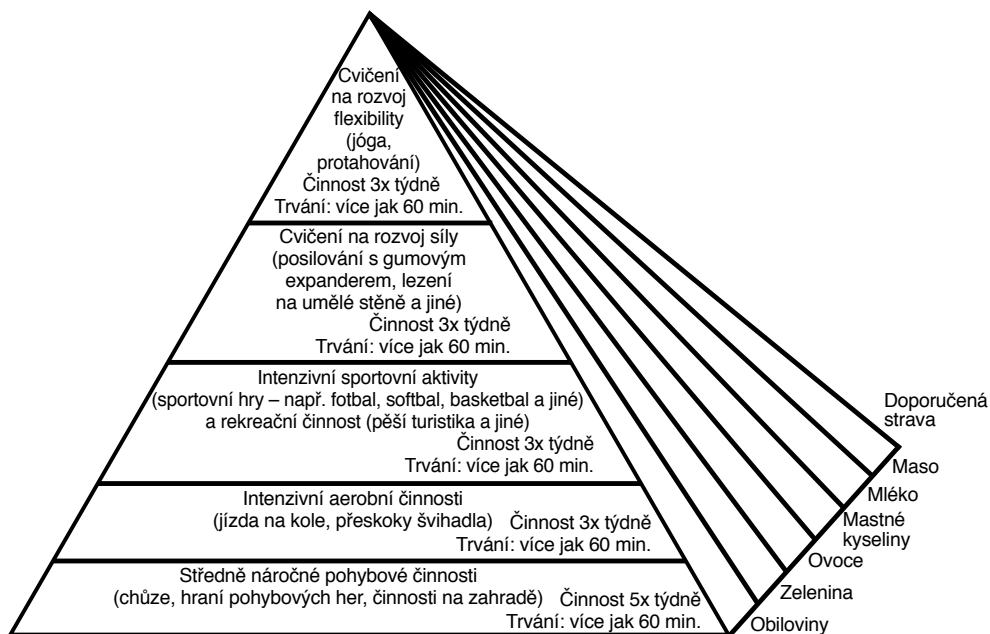 Cvičení
na rozvoj
flexibility
(jóga,
protahování)
Činnost 3x týdně
Trvání: více jak 60 min.
Cvičení na rozvoj síly
(posilování s gumovým
expanderem, lezení
na umělé stěně a jiné)
Činnost 3x týdně
Trvání: více jak 60 min.
Intenzivní sportovní aktivity
(sportovní hry – např. fotbal, softbal, basketbal a jiné)
a rekreační činnost (pěší turistika a jiné)
Činnost 3x týdně
Trvání: více jak 60 min.
Intenzivní aerobní činnosti
(jízda na kole, přeskoky švihadla)
Činnost 3x týdně
Trvání: více jak 60 min.
Středně náročné pohybové činnosti
(chůze, hraní pohybových her, činnosti na zahradě)
Činnost 5x týdně
Trvání: více jak 60 min.
Doporučená
strava
Maso
Mléko
Mastné
kyseliny
Ovoce
Zelenina
Obiloviny